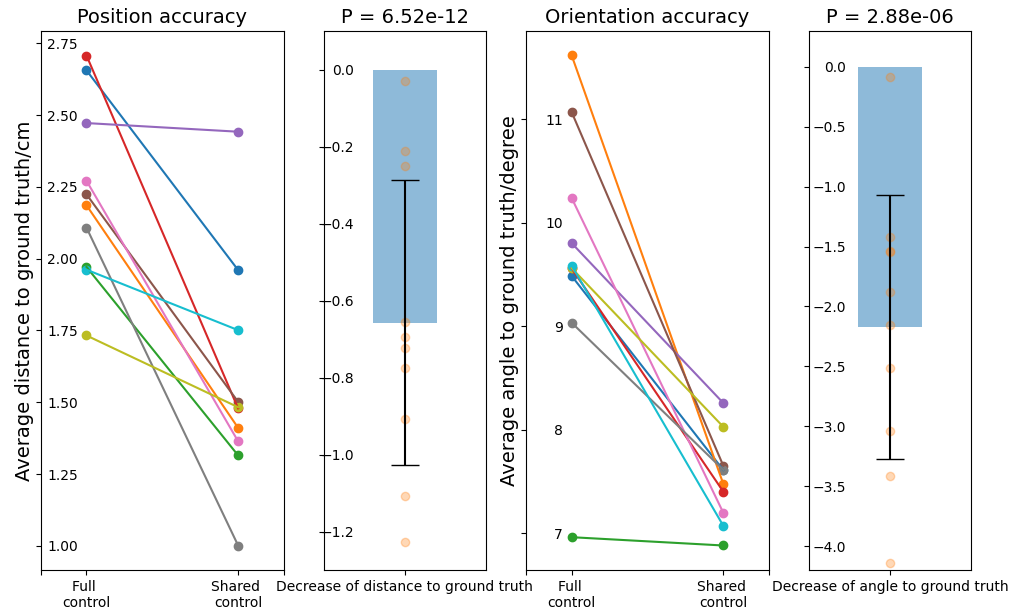 Position accuracy
P = 6.52e-12
Orientation accuracy
P = 2.88e-06
Average distance to ground truth/cm
2.75
2.50
2.25
2.00
1.75
1.50
1.25
1.00
Full
control
Shared
control
0.0
−0.2
−0.4
−0.6
−0.8
−1.0
−1.2
Decrease of distance to ground truth
Average angle to ground truth/degree
11
10
9
8
7
Full
control
Shared
control
0.0
−0.5
−1.0
−1.5
−2.0
−2.5
−3.0
−3.5
−4.0
Decrease of angle to ground truth